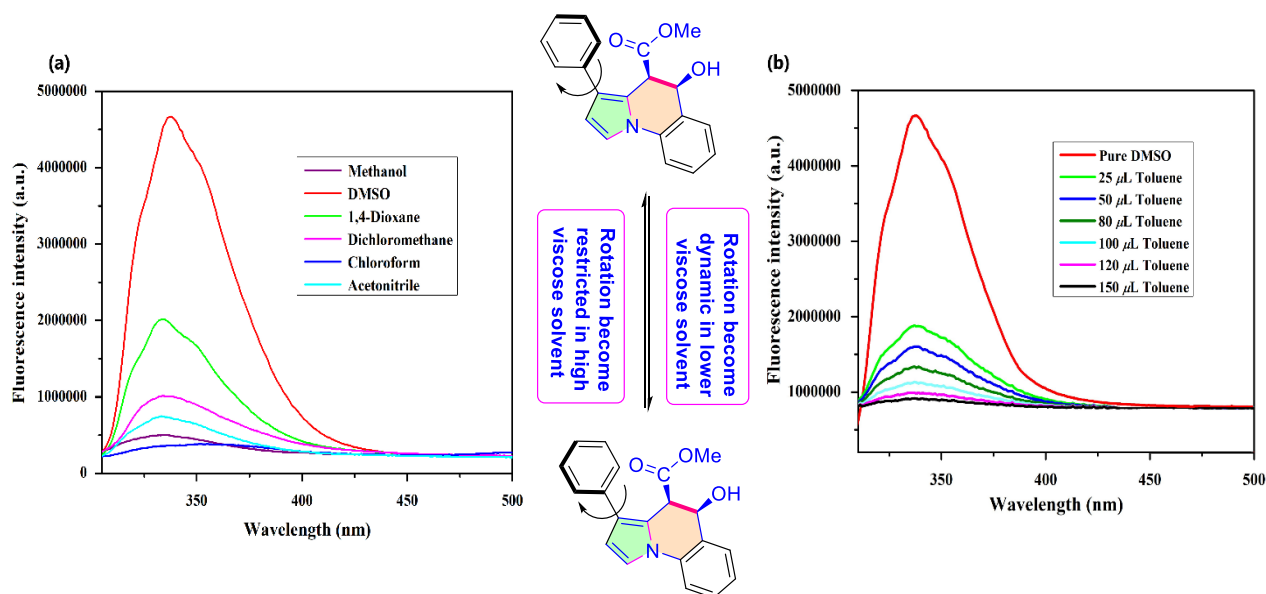 (a)
Fluorescence intensity (a.u.)
5000000
4000000
3000000
2000000
1000000
0
Methanol
DMSO
1,4-Dioxane
Dichloromethane
Chloroform
Acetonitrile
350
400
450
500
Wavelength (nm)
O
OMe
C
OH
N
Rotation become
restricted in high
viscose solvent
Rotation become
dynamic in lower
viscose solvent
O
OMe
C
OH
N
(b)
Fluorescence intensity (a.u.)
5000000
4000000
3000000
2000000
1000000
Pure DMSO
25 μL Toluene
50 μL Toluene
80 μL Toluene
100 μL Toluene
120 μL Toluene
150 μL Toluene
350
400
450
500
Wavelength (nm)